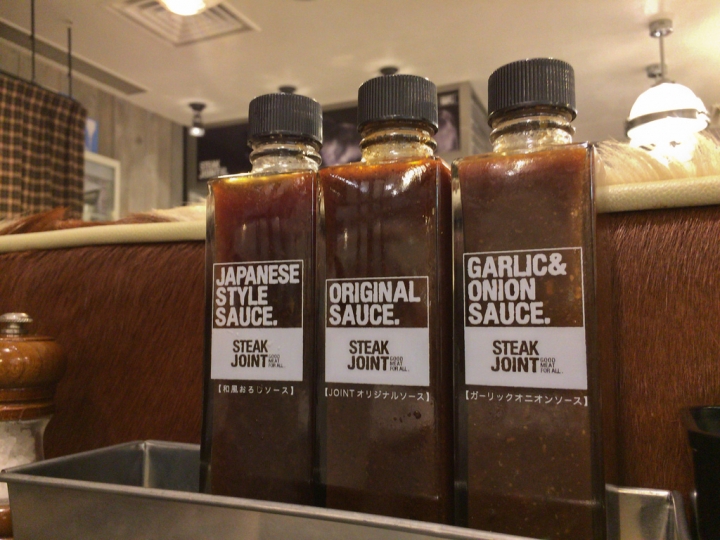 JAPANESE
STYLE
SAUCE.
STEAK
JOINT GOOD
MEAT
FOR ALL.
【和風おろしソース】
ORIGINAL
SAUCE.
STEAK
JOINT GOOD
MEAT
FOR ALL.
【JOINTオリジナルソース】
GARLIC&
ONION
SAUCE.
STEAK
JOINT GOOD
MEAT
FOR ALL.
【ガーリックオニオンソース】